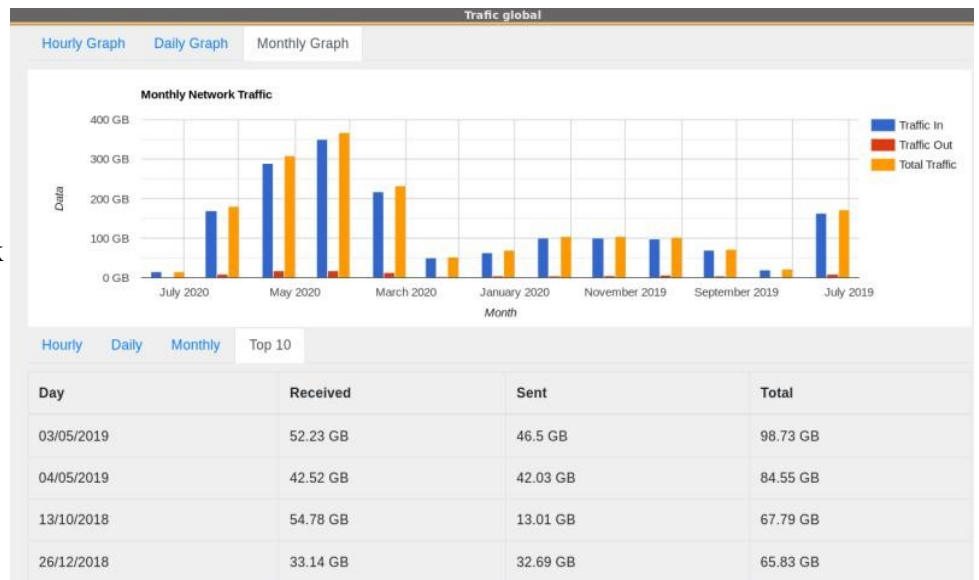 Trafic global
Hourly Graph Daily Graph Monthly Graph
Monthly Network Traffic
400 GB
300 GB
200 GB
100 GB
0 GB
Data
July 2020 May 2020 March 2020 January 2020 November 2019 September 2019 July 2019
Month
Traffic In
Traffic Out
Total Traffic
Hourly Daily Monthly Top 10
Day Received Sent Total
03/05/2019 52.23 GB 46.5 GB 98.73 GB
04/05/2019 42.52 GB 42.03 GB 84.55 GB
13/10/2018 54.78 GB 13.01 GB 67.79 GB
26/12/2018 33.14 GB 32.69 GB 65.83 GB